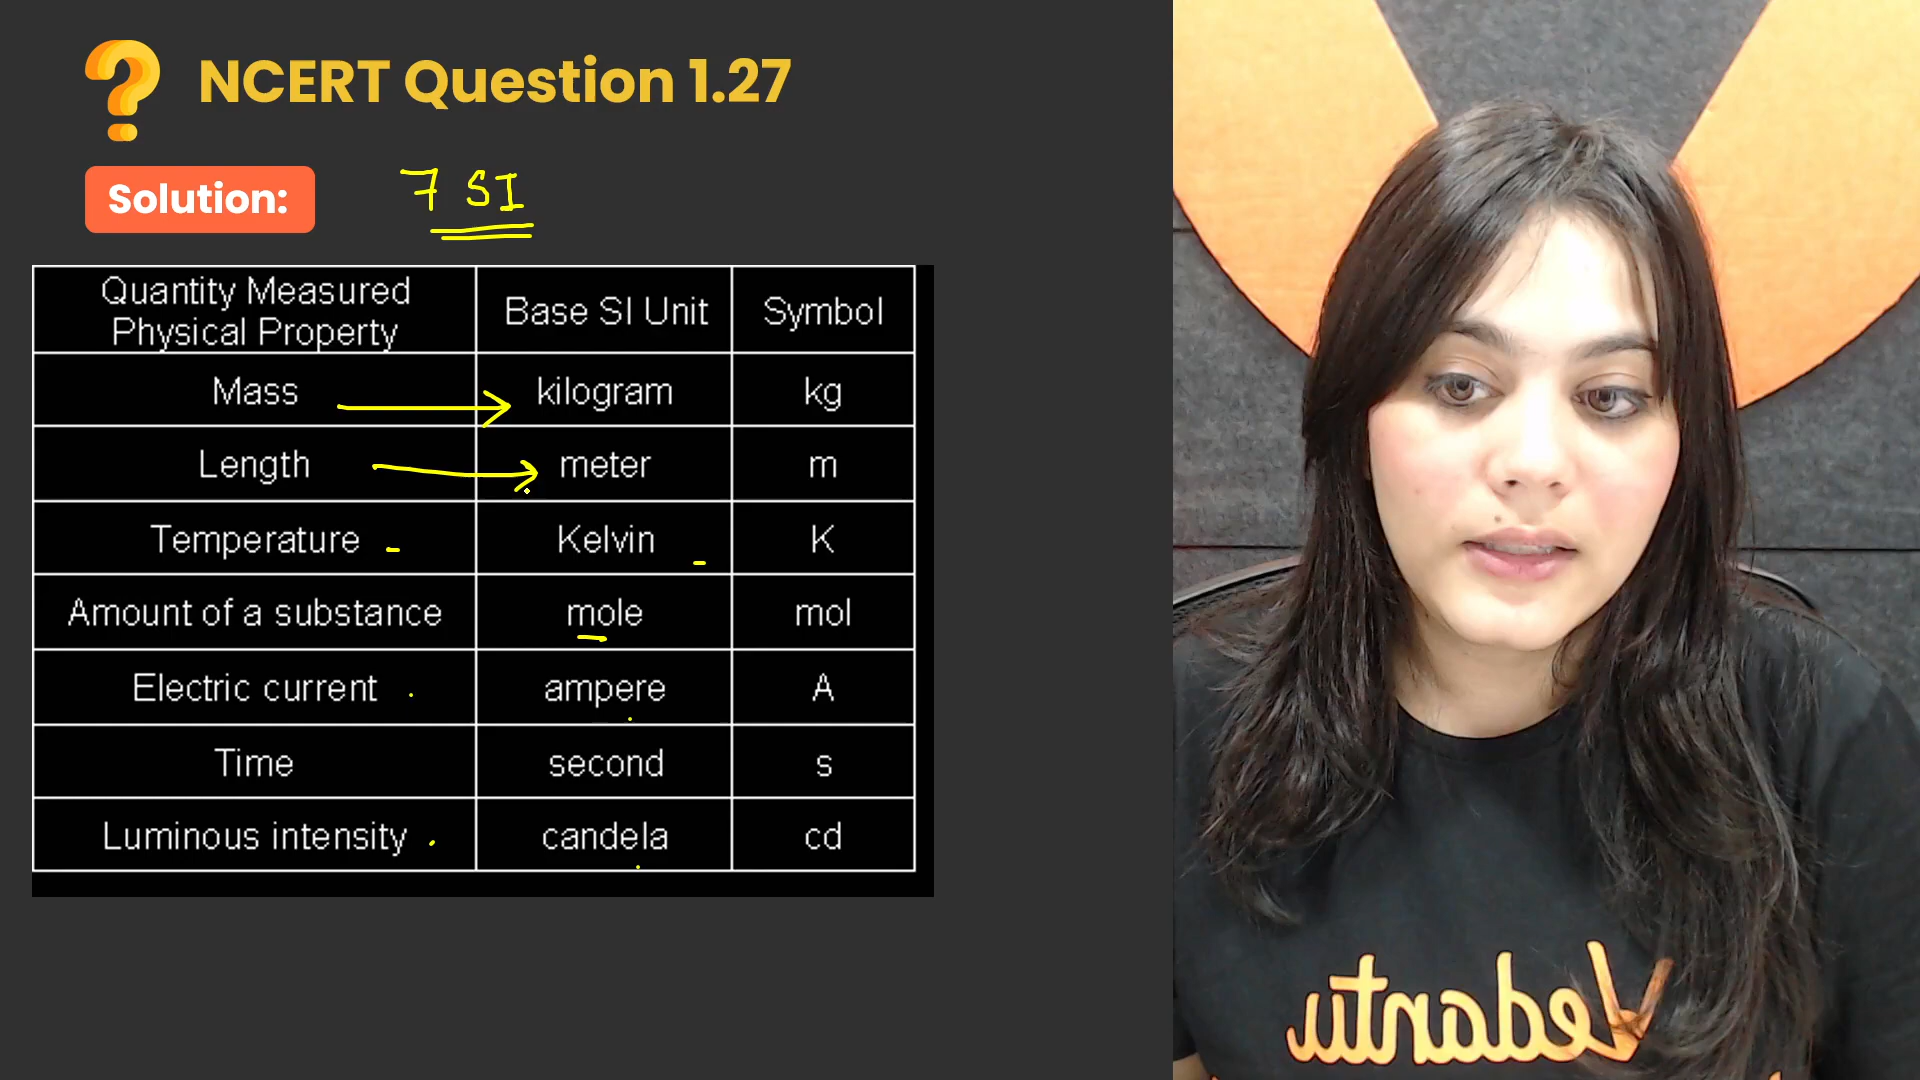 NCERT Question 1.27
Solution:
7 SI
Quantity Measured Physical Property Base SI Unit Symbol
Mass kilogram kg
Length meter m
Temperature Kelvin K
Amount of a substance mole mol
Electric current ampere A
Time second s
Luminous intensity candela cd
Vedantu